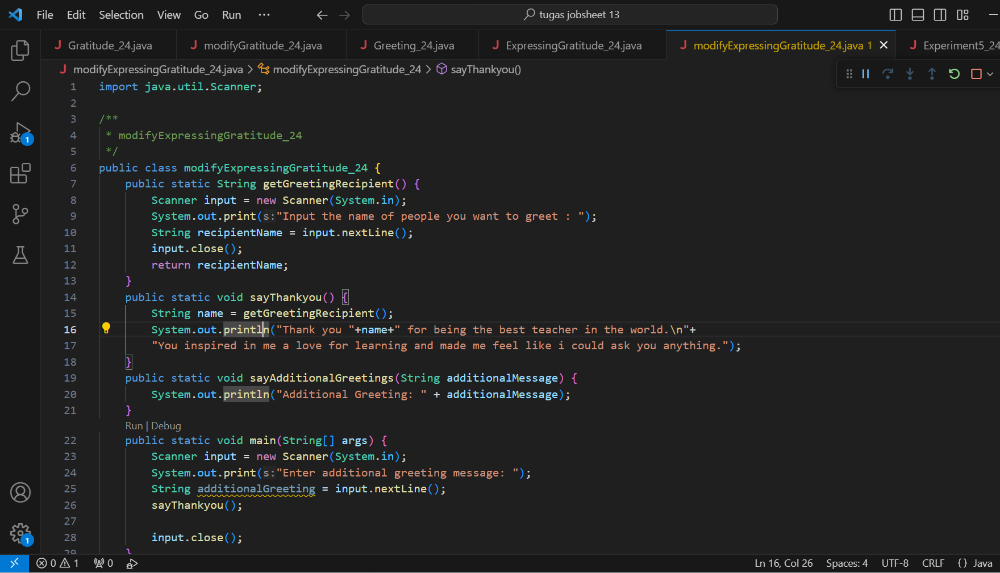 File Edit Selection View Go Run ··· tugas jobsheet 13
J Gratitude_24.java J modifyGratitude_24.java J Greeting_24.java J ExpressingGratitude_24.java J modifyExpressingGratitude_24.java 1 J Experiment5_24
J modifyExpressingGratitude_24.java > modifyExpressingGratitude_24 > sayThankyou()
1 import java.util.Scanner;
2
3 /**
4  * modifyExpressingGratitude_24
5  */
6 public class modifyExpressingGratitude_24 {
7     public static String getGreetingRecipient() {
8         Scanner input = new Scanner(System.in);
9         System.out.print(s:"Input the name of people you want to greet : ");
10         String recipientName = input.nextLine();
11         input.close();
12         return recipientName;
13     }
14     public static void sayThankyou() {
15         String name = getGreetingRecipient();
16         System.out.println("Thank you "+name+" for being the best teacher in the world.\n"+
17         "You inspired in me a love for learning and made me feel like i could ask you anything.");
18     }
19     public static void sayAdditionalGreetings(String additionalMessage) {
20         System.out.println("Additional Greeting: " + additionalMessage);
21     }
Run | Debug
22     public static void main(String[] args) {
23         Scanner input = new Scanner(System.in);
24         System.out.print(s:"Enter additional greeting message: ");
25         String additionalGreeting = input.nextLine();
26         sayThankyou();
27
28         input.close();
29     }
1
1
0 1 0 Ln 16, Col 26 Spaces: 4 UTF-8 CRLF {} Java